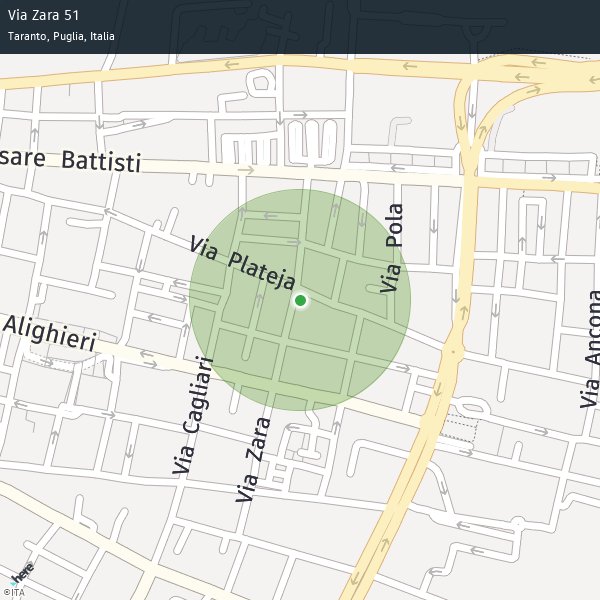 Via Zara 51
Taranto, Puglia, Italia
sare Battisti
Via Pola
Via Plateja
Alighieri
Via Ancona
Via Cagliari
Via Zara
here
©ITA